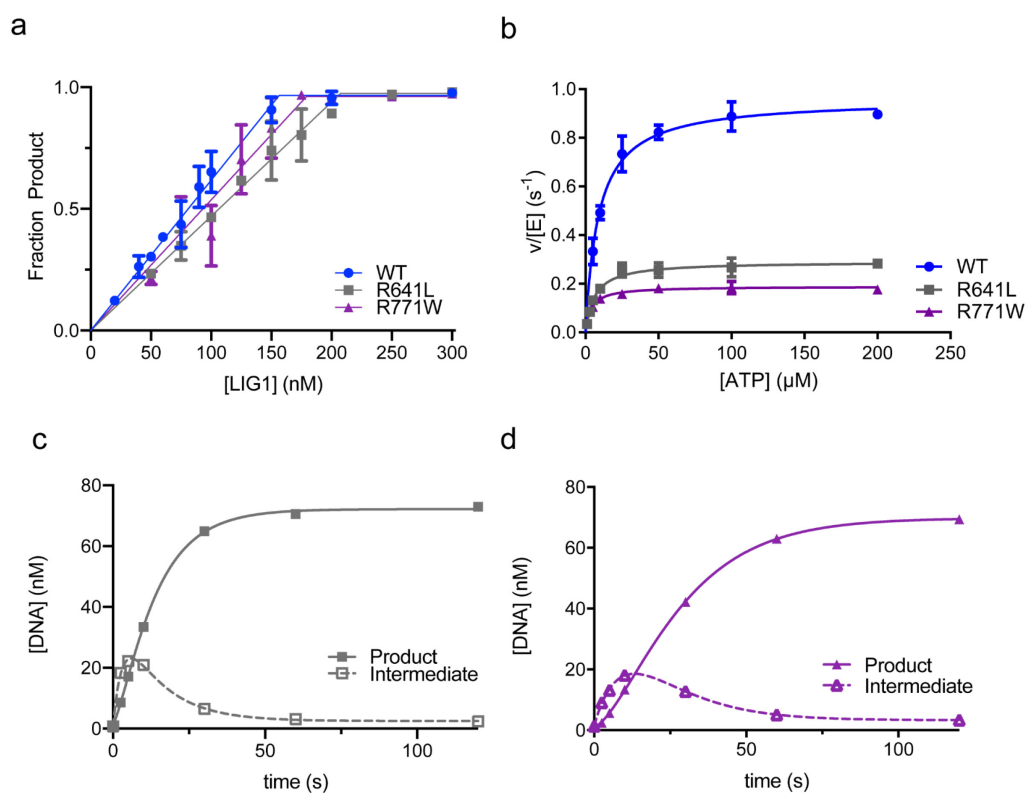 a
1.0
0.5
0.0
0 50 100 150 200 250 300
Fraction Product
[LIG1] (nM)
WT
R641L
R771W
b
1.0
0.8
0.6
0.4
0.2
0.0
0 50 100 150 200 250
v/[E] (s⁻¹)
[ATP] (µM)
WT
R641L
R771W
c
80
60
40
20
0
0 50 100
[DNA] (nM)
time (s)
Product
Intermediate
d
80
60
40
20
0
0 50 100
[DNA] (nM)
time (s)
Product
Intermediate